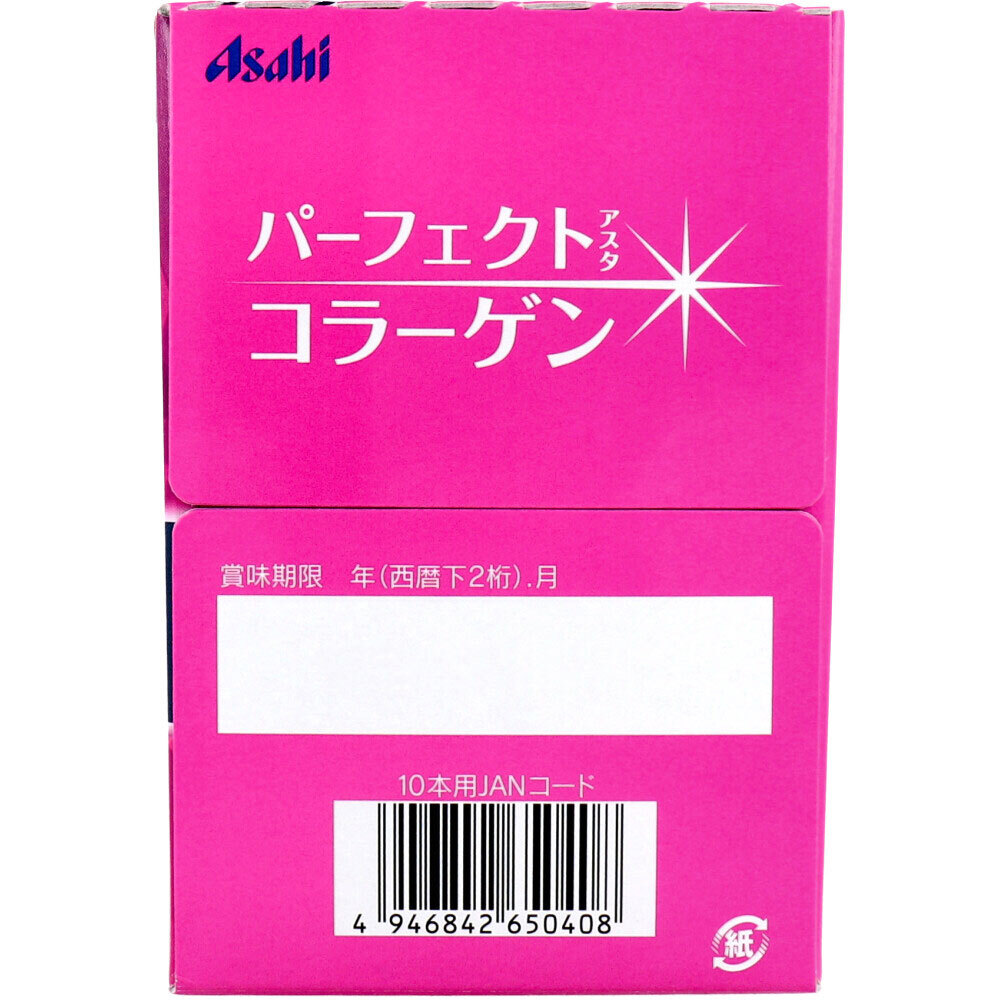 Asahi
パーフェクト アスタ
コラーゲン
賞味期限 年(西暦下2桁).月
10本用JANコード
4 946842 650408
紙